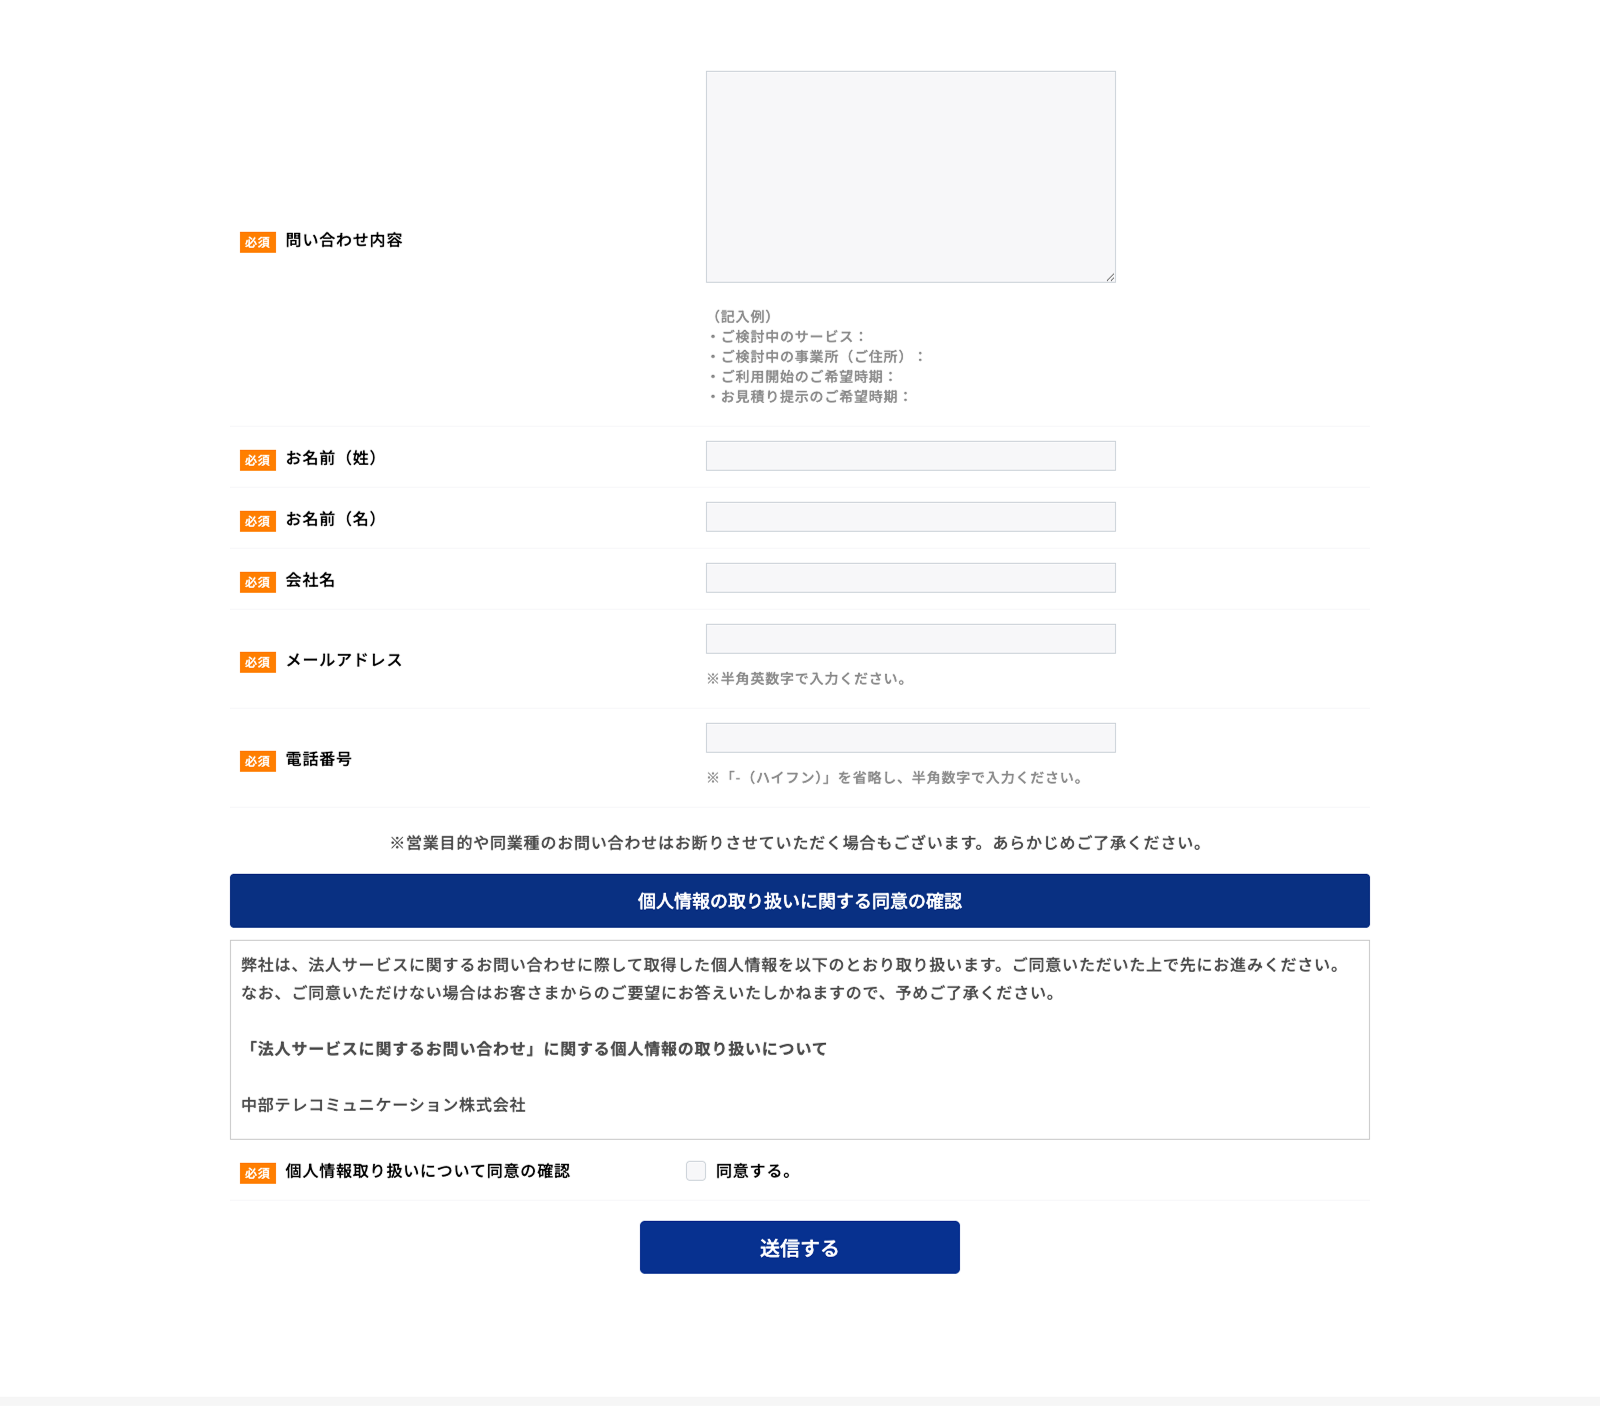 必須 問い合わせ内容
（記入例）
・ご検討中のサービス：
・ご検討中の事業所（ご住所）：
・ご利用開始のご希望時期：
・お見積り提示のご希望時期：
必須 お名前（姓）
必須 お名前（名）
必須 会社名
必須 メールアドレス
※半角英数字で入力ください。
必須 電話番号
※「-（ハイフン）」を省略し、半角数字で入力ください。
※営業目的や同業種のお問い合わせはお断りさせていただく場合もございます。あらかじめご了承ください。
個人情報の取り扱いに関する同意の確認
弊社は、法人サービスに関するお問い合わせに際して取得した個人情報を以下のとおり取り扱います。ご同意いただいた上で先にお進みください。
なお、ご同意いただけない場合はお客さまからのご要望にお答えいたしかねますので、予めご了承ください。
「法人サービスに関するお問い合わせ」に関する個人情報の取り扱いについて
中部テレコミュニケーション株式会社
必須 個人情報取り扱いについて同意の確認 同意する。
送信する